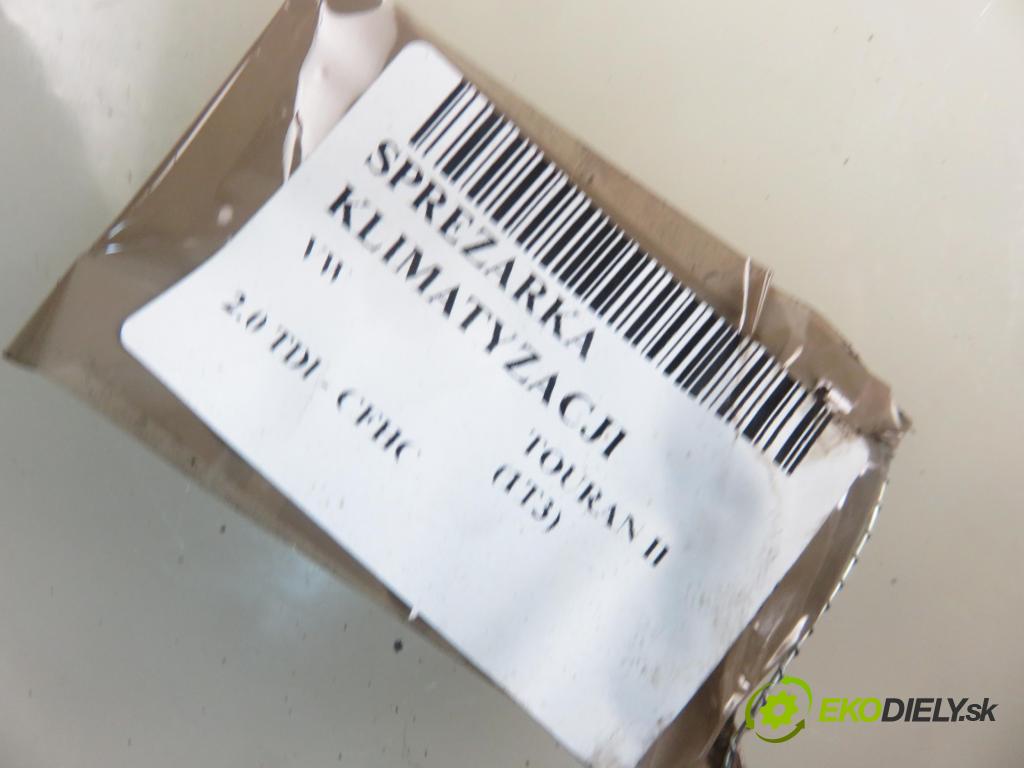 SPREZARKA
KLIMATYZACJI
VW
TOURAN II
(1T3)
2.0 TDI - CFHC
EKODIELY.sk